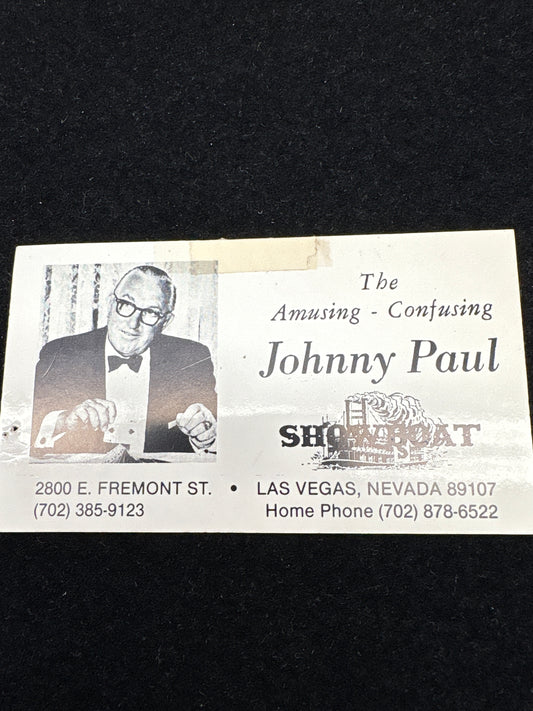 The
Amusing - Confusing
Johnny Paul
SHOWBOAT
2800 E. FREMONT ST. • LAS VEGAS, NEVADA 89107
(702) 385-9123 Home Phone (702) 878-6522